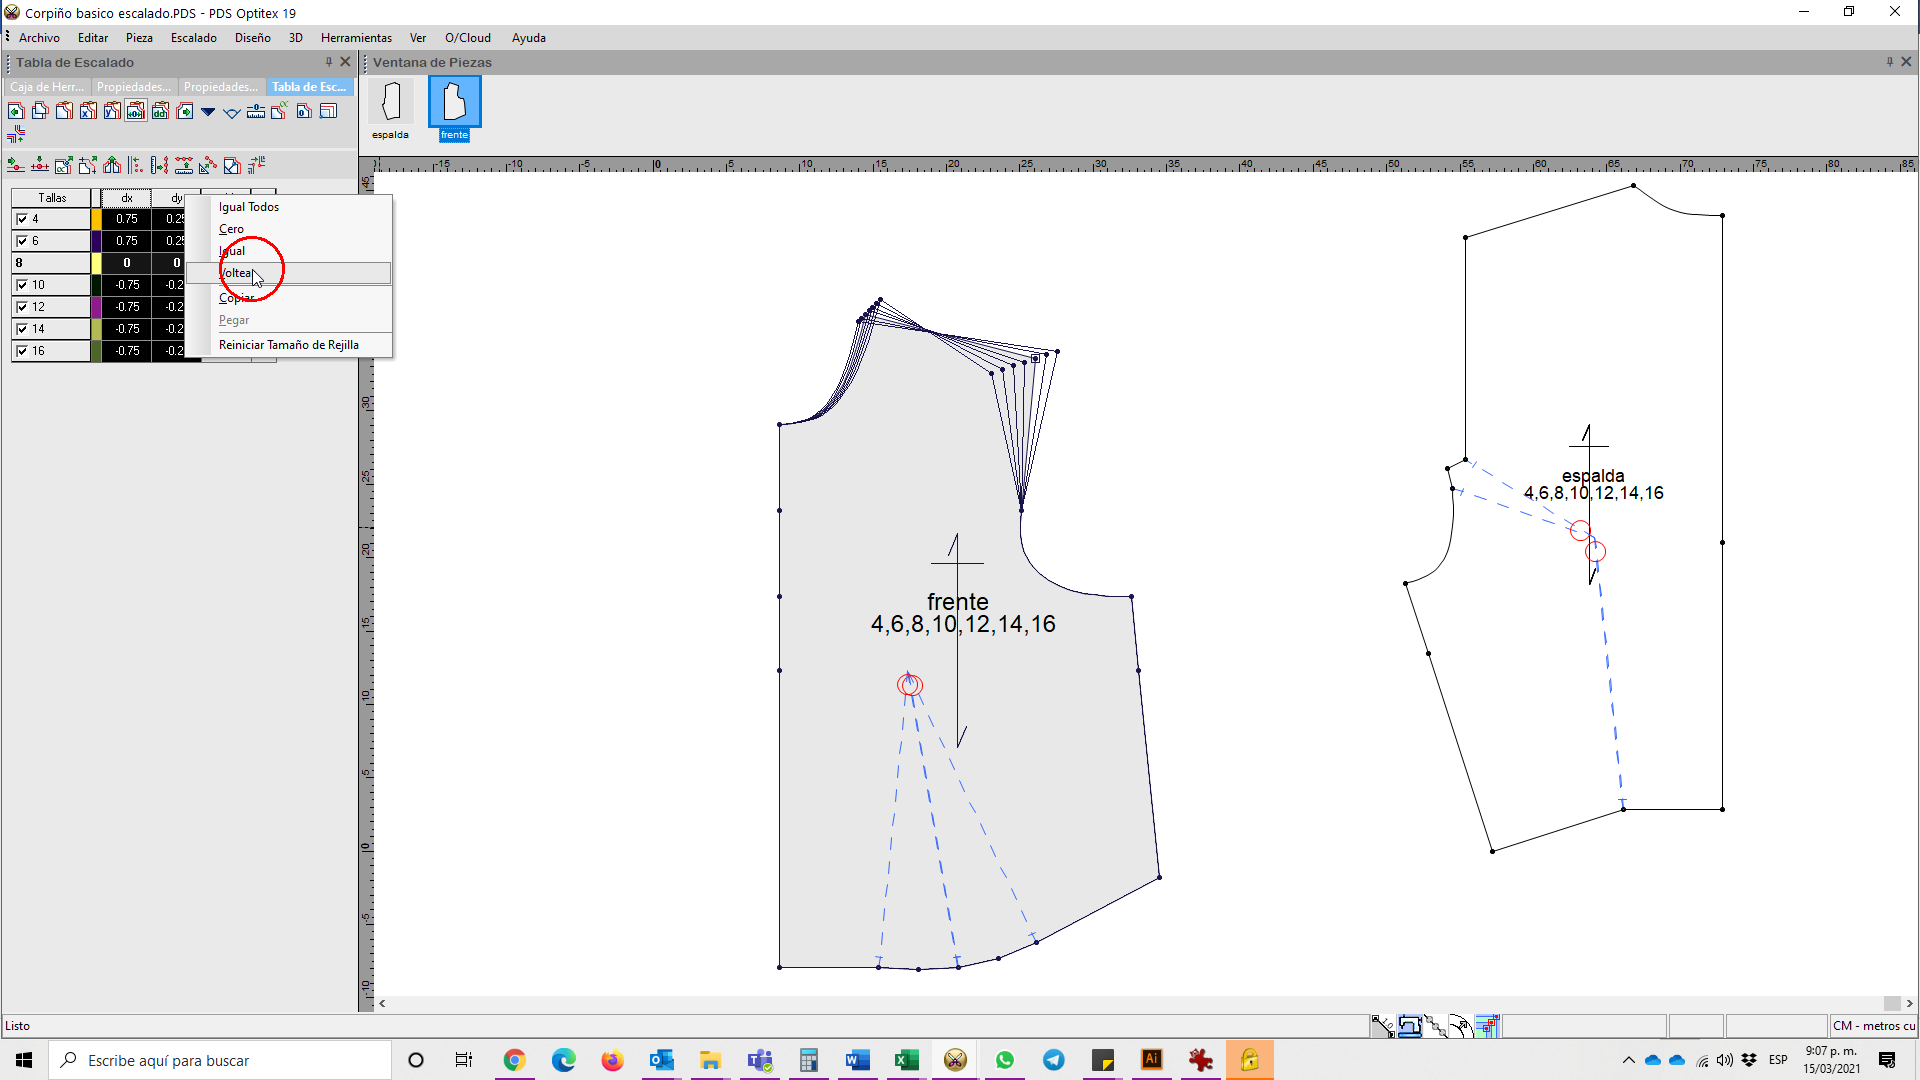 Corpiño basico escalado.PDS - PDS Optitex 19
Archivo Editar Pieza Escalado Diseño 3D Herramientas Ver O/Cloud Ayuda
Tabla de Escalado
Ventana de Piezas
Caja de Herr... Propiedades... Propiedades... Tabla de Esc...
espalda
frente
-15 -10 -5 0 5 10 15 20 25 30 35 40 45 50 55 60 65 70 75 80 85
45
30
25
20
15
10
5
0
-5
-10
Tallas dx dy
4 0.75 0.25
6 0.75 0.25
8 0 0
10 -0.75 -0.2
12 -0.75 -0.2
14 -0.75 -0.2
16 -0.75 -0.2
Igual Todos
Cero
Igual
Voltear
Copiar
Pegar
Reiniciar Tamaño de Rejilla
frente
4,6,8,10,12,14,16
espalda
4,6,8,10,12,14,16
Listo
CM - metros cu
Escribe aquí para buscar
ESP
9:07 p. m.
15/03/2021